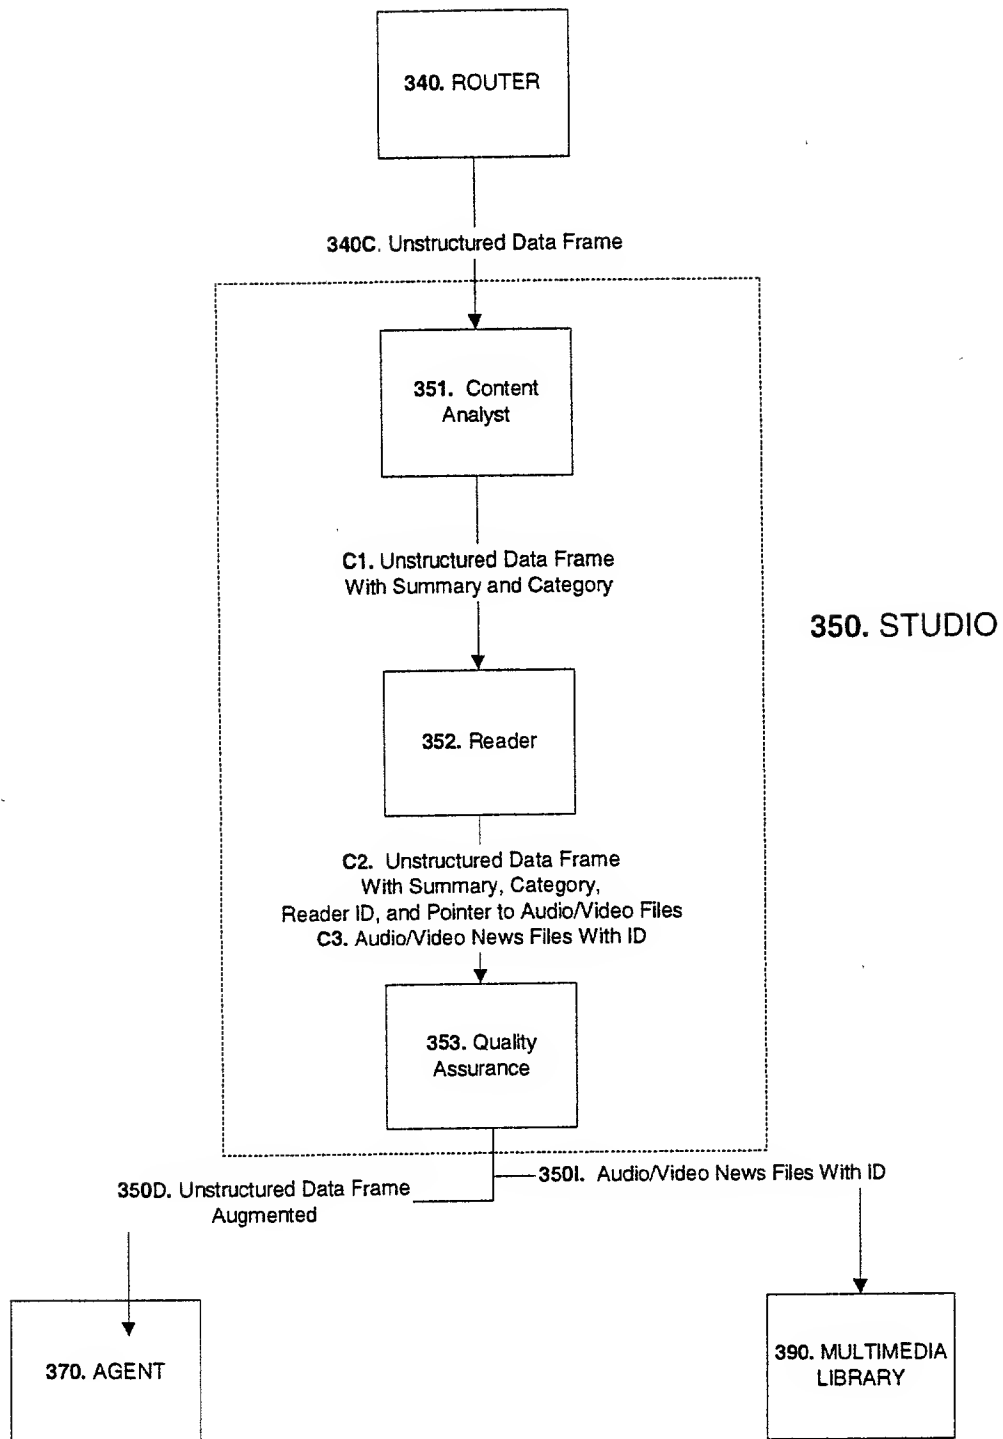 340. ROUTER
340C. Unstructured Data Frame
351. Content
Analyst
C1. Unstructured Data Frame
With Summary and Category
350. STUDIO
352. Reader
C2. Unstructured Data Frame
With Summary, Category,
Reader ID, and Pointer to Audio/Video Files
C3. Audio/Video News Files With ID
353. Quality
Assurance
350I. Audio/Video News Files With ID
350D. Unstructured Data Frame
Augmented
370. AGENT
390. MULTIMEDIA
LIBRARY